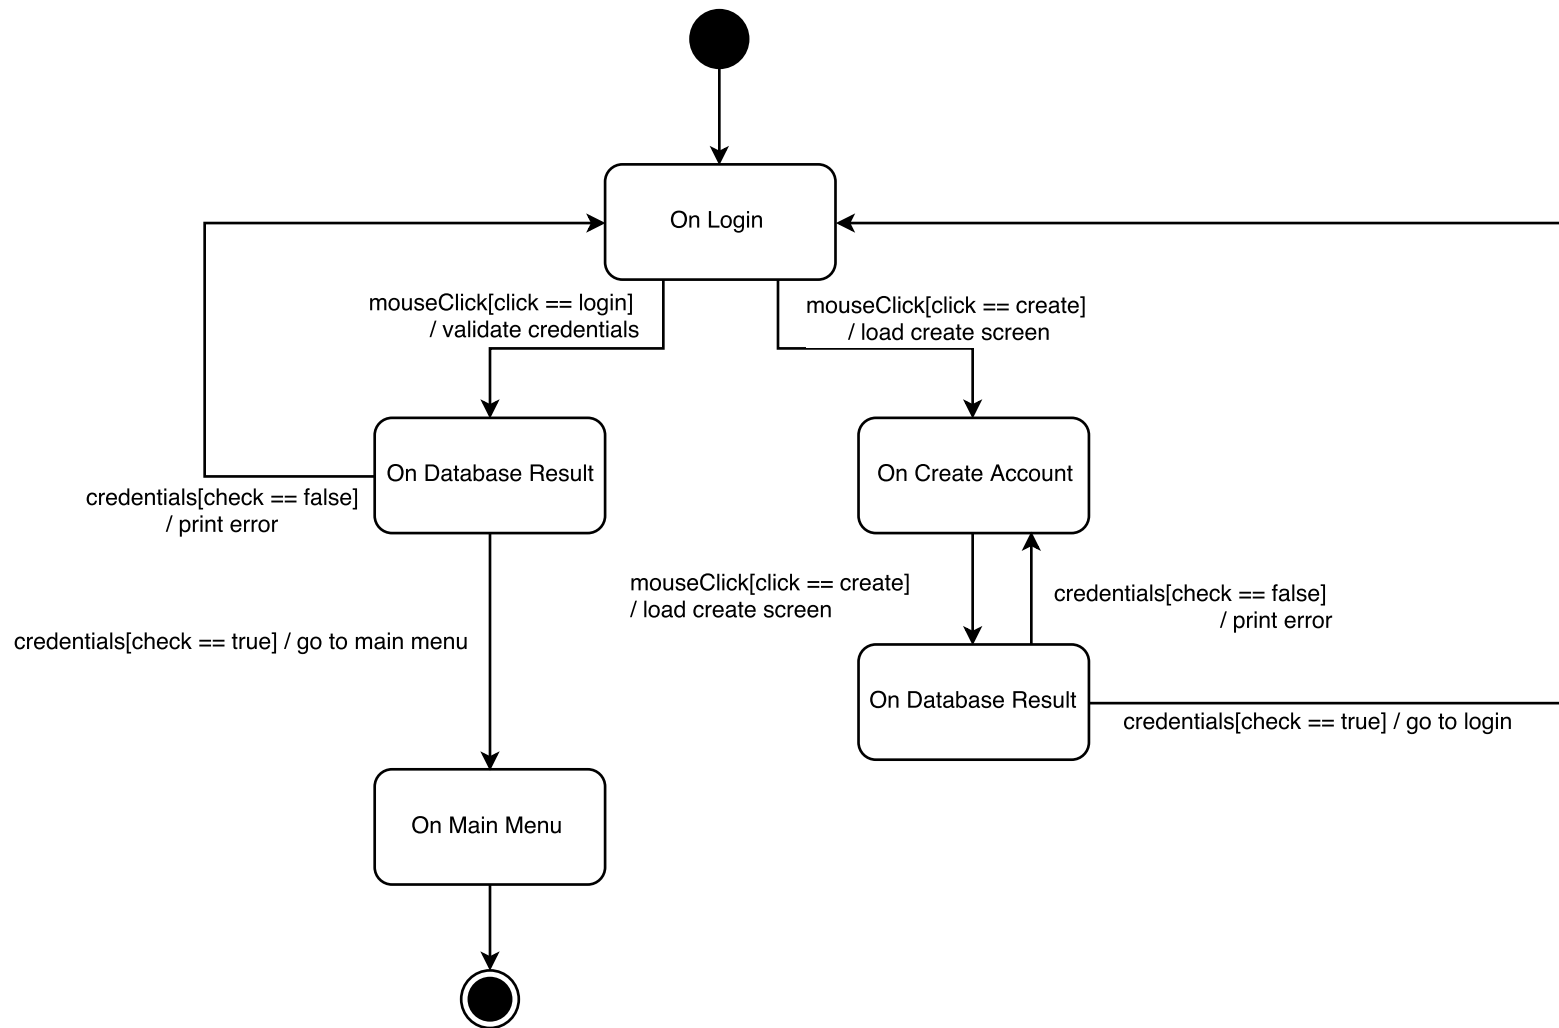 On Login
mouseClick[click == login]
/ validate credentials
mouseClick[click == create]
/ load create screen
On Database Result
On Create Account
credentials[check == false]
/ print error
mouseClick[click == create]
/ load create screen
credentials[check == false]
/ print error
credentials[check == true] / go to main menu
On Database Result
credentials[check == true] / go to login
On Main Menu